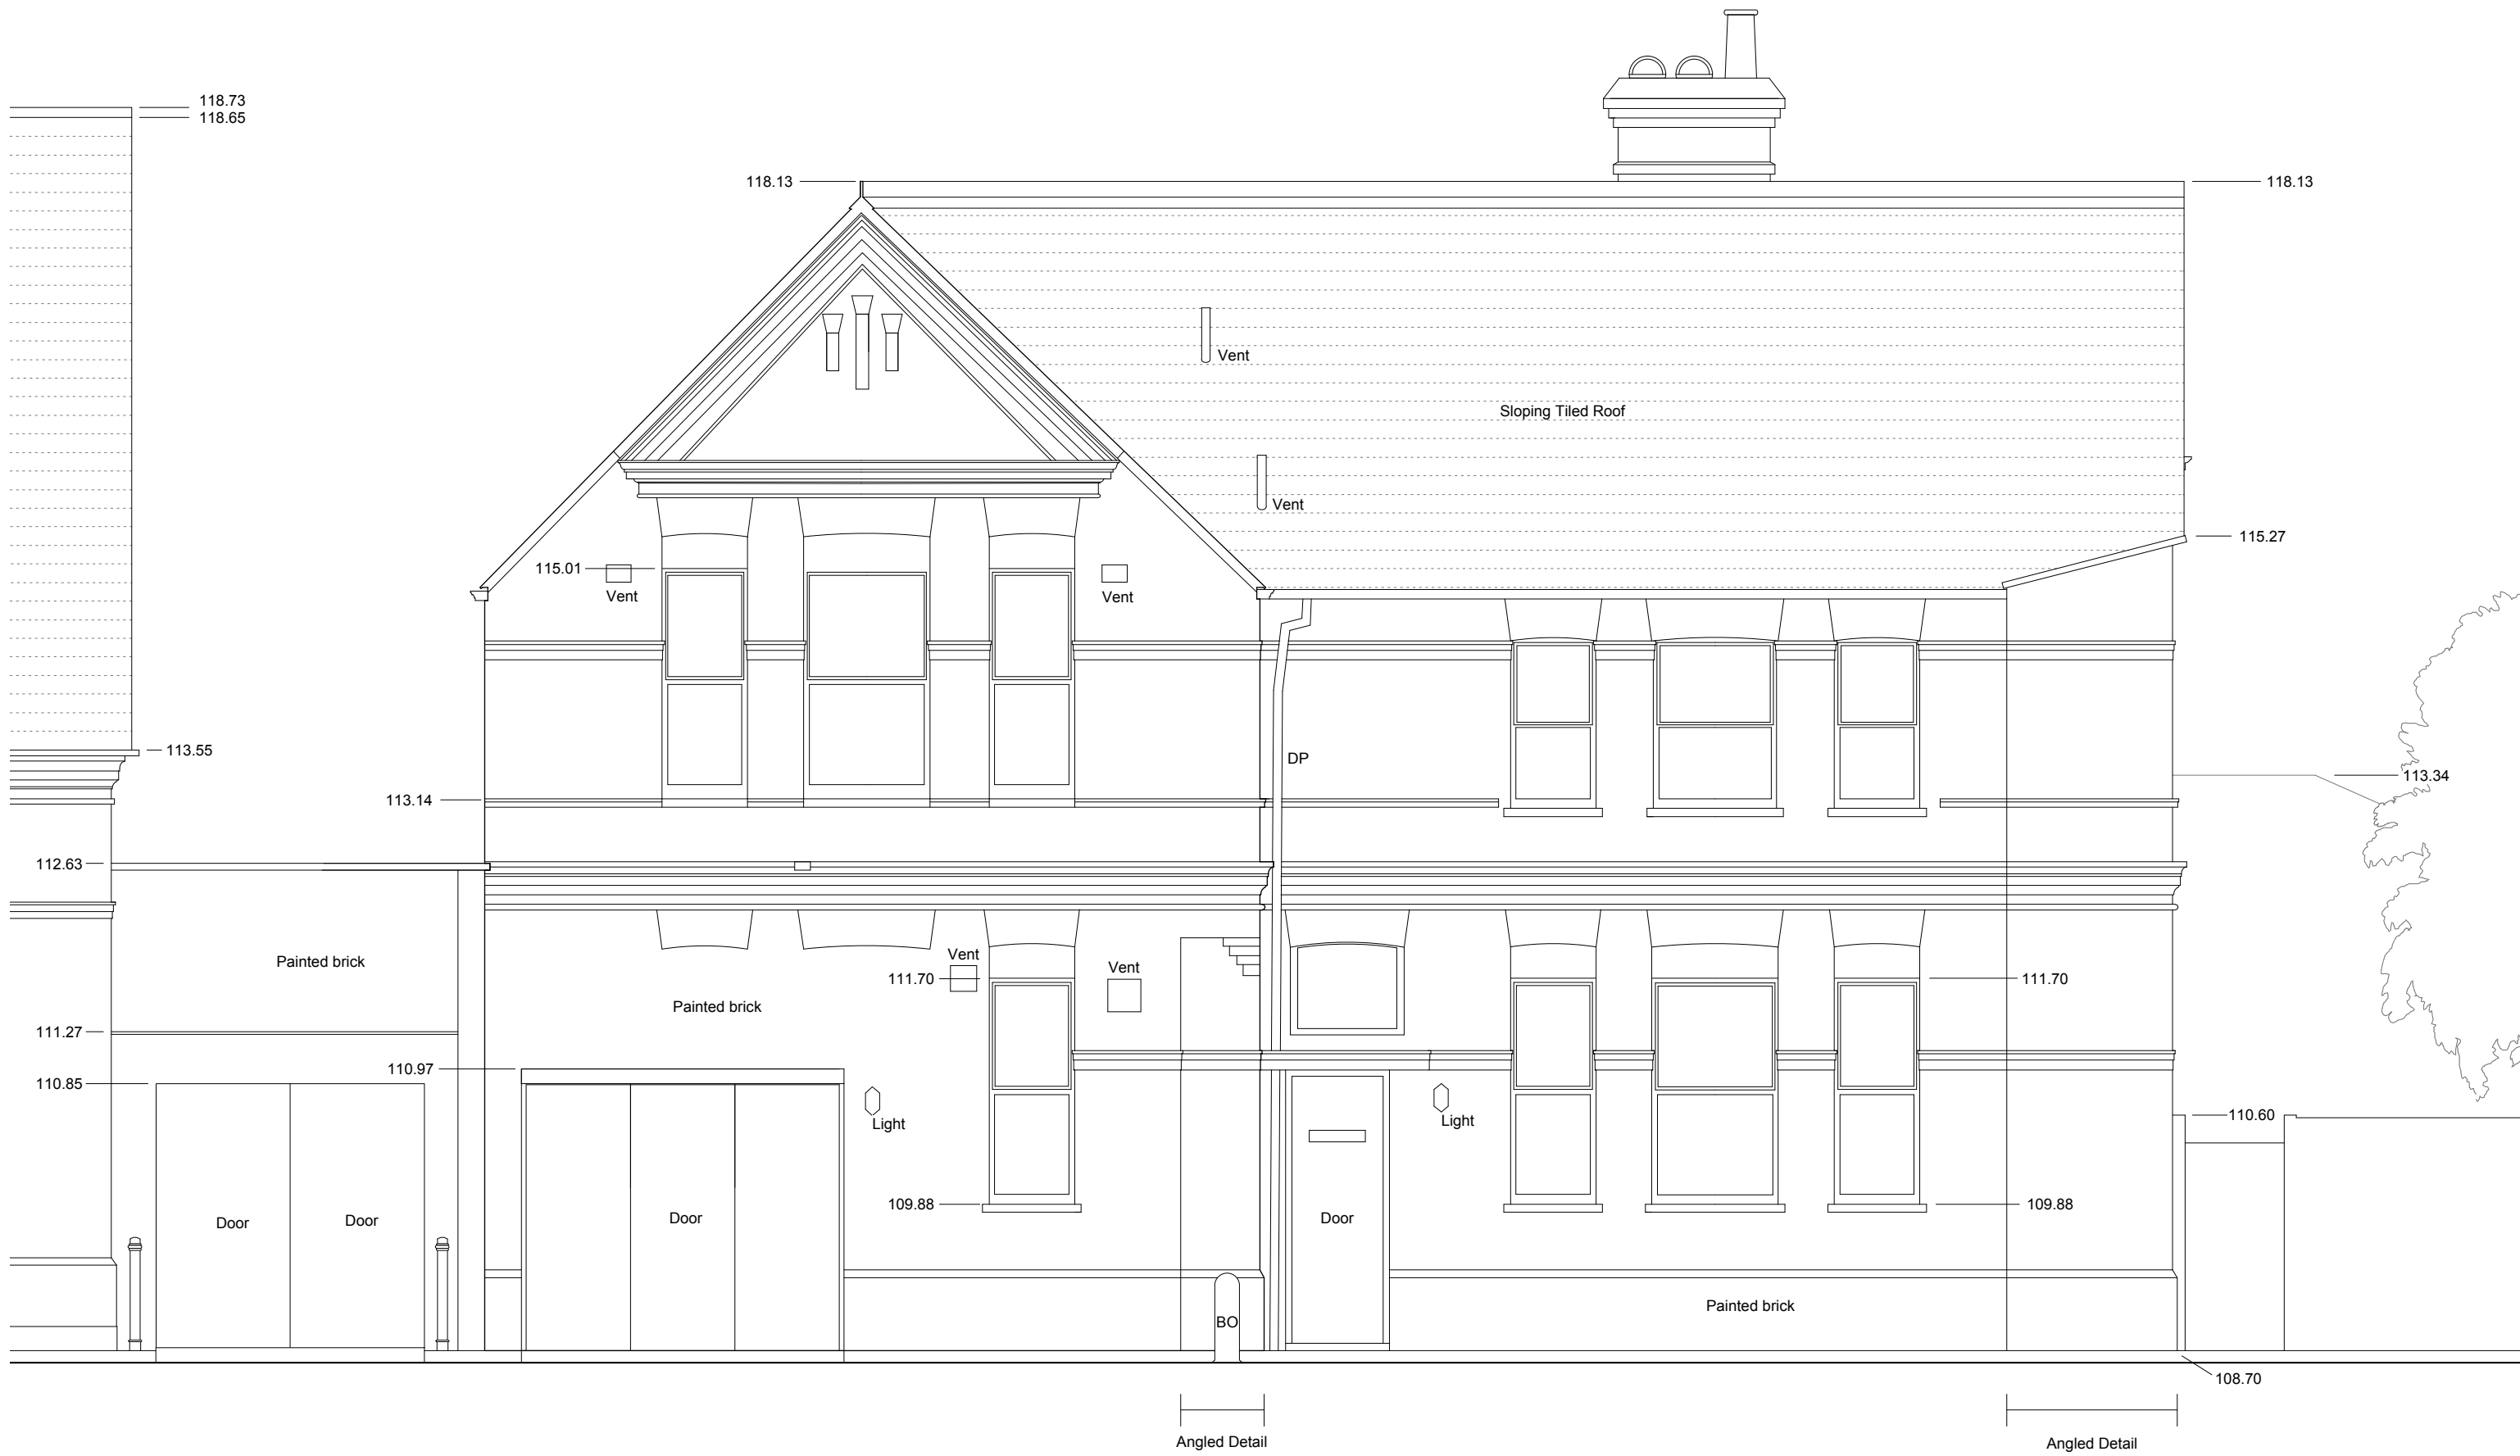 118.73
118.65
118.13
118.13
Vent
Sloping Tiled Roof
Vent
115.27
115.01
Vent
Vent
113.55
DP
113.34
113.14
112.63
Painted brick
Vent
Vent
111.70
111.70
Painted brick
111.27
110.97
110.85
Light
Light
110.60
109.88
109.88
Door
Door
Door
Door
Painted brick
BO
108.70
Angled Detail
Angled Detail